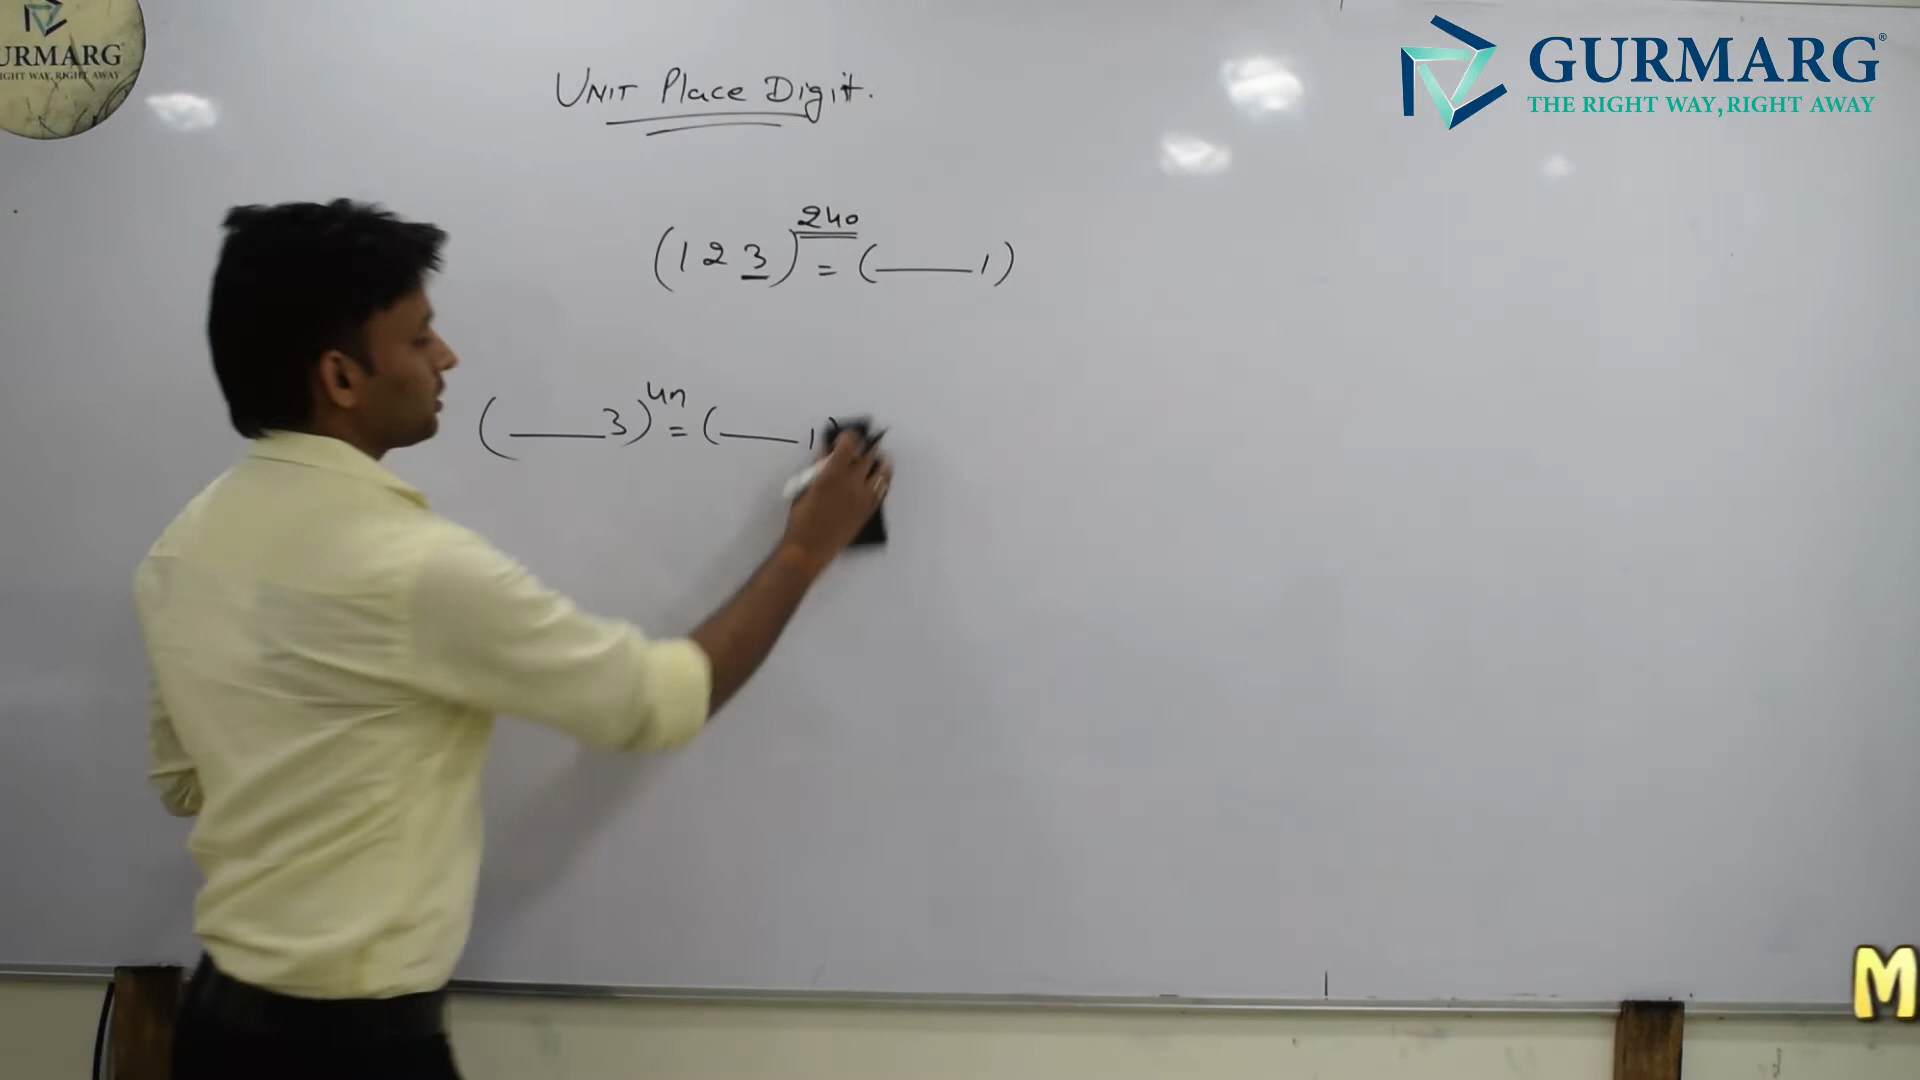 URMARG
IGHT WAY, RIGHT AWAY
GURMARG®
THE RIGHT WAY, RIGHT AWAY
UNIT Place Digit.
(123)^240 = (____1)
(____3)^4n = (____1)
M